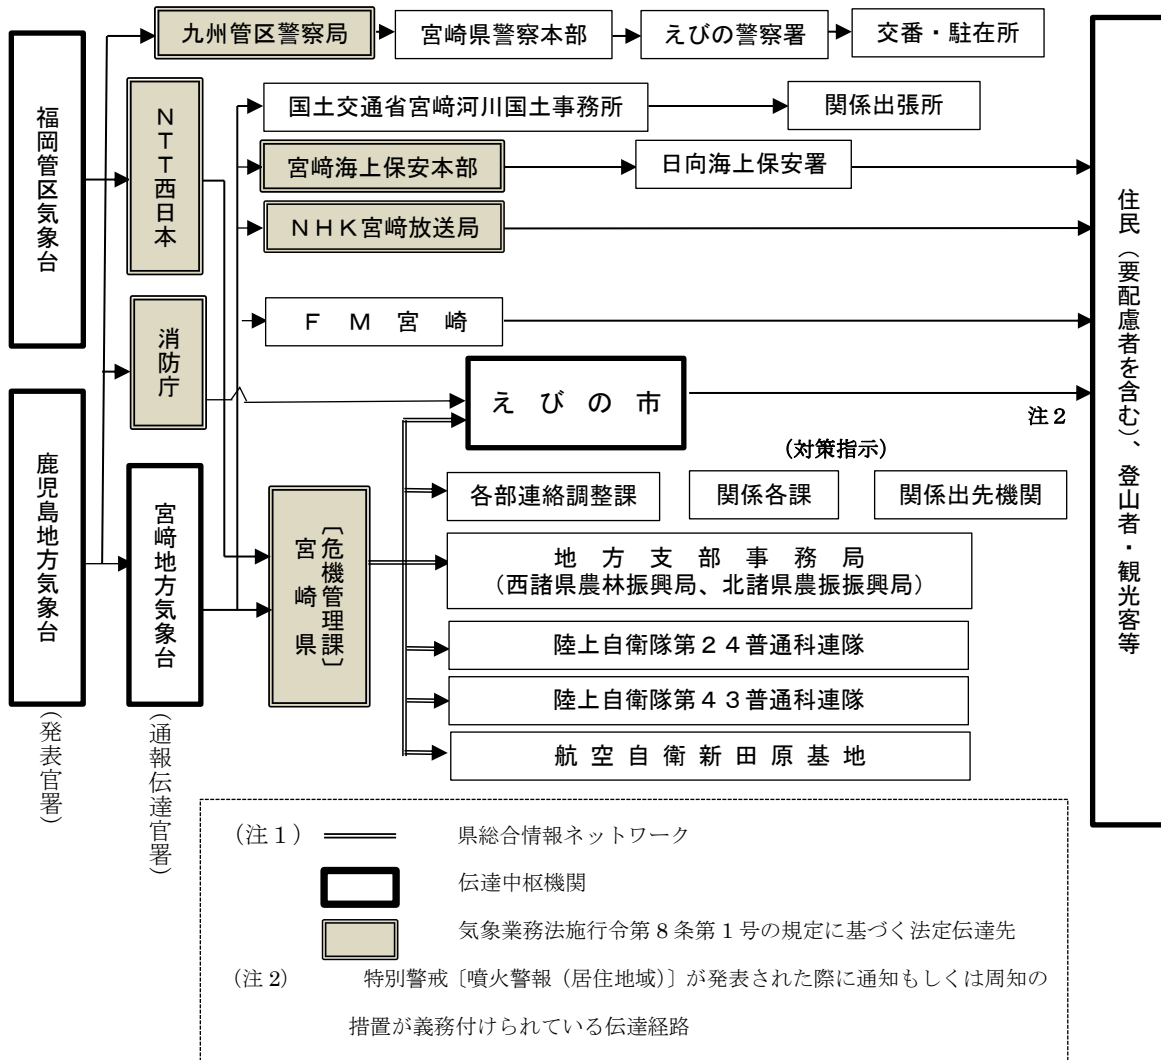 九州管区警察局
宮崎県警察本部
えびの警察署
交番・駐在所
福岡管区気象台
NTT西日本
国土交通省宮﨑河川国土事務所
関係出張所
宮﨑海上保安本部
日向海上保安署
NHK宮﨑放送局
FM宮崎
消防庁
えびの市
注2
住民(要配慮者を含む)、登山者・観光客等
(対策指示)
鹿児島地方気象台
宮﨑地方気象台
宮崎県
〔危機管理課〕
各部連絡調整課
関係各課
関係出先機関
地方支部事務局
(西諸県農林振興局、北諸県農振振興局)
陸上自衛隊第24普通科連隊
陸上自衛隊第43普通科連隊
航空自衛新田原基地
(発表官署)
(通報伝達官署)
(注1) 県総合情報ネットワーク
伝達中枢機関
気象業務法施行令第8条第1号の規定に基づく法定伝達先
(注2) 特別警戒〔噴火警報(居住地域)〕が発表された際に通知もしくは周知の
措置が義務付けられている伝達経路